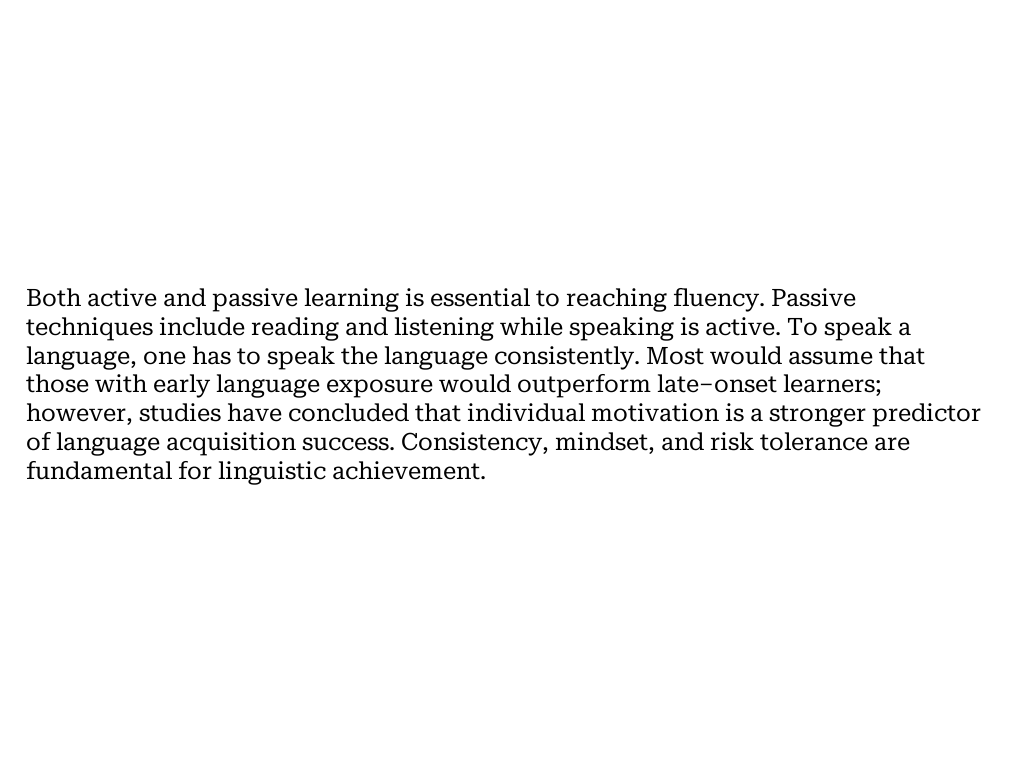 Both active and passive learning is essential to reaching fluency. Passive
techniques include reading and listening while speaking is active. To speak a
language, one has to speak the language consistently. Most would assume that
those with early language exposure would outperform late–onset learners;
however, studies have concluded that individual motivation is a stronger predictor
of language acquisition success. Consistency, mindset, and risk tolerance are
fundamental for linguistic achievement.